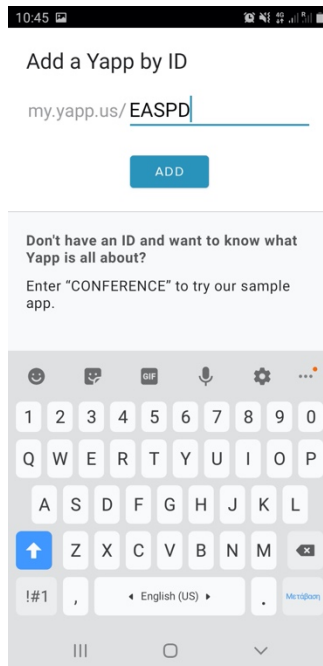 10:45
4G R
Add a Yapp by ID
my.yapp.us/EASPD
ADD
Don't have an ID and want to know what
Yapp is all about?
Enter “CONFERENCE” to try our sample
app.
GIF
1 2 3 4 5 6 7 8 9 0
Q W E R T Y U I O P
A S D F G H J K L
Z X C V B N M
!#1 , English (US) . Μετάβαση